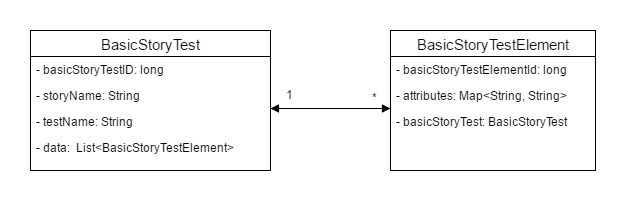 BasicStoryTest
- basicStoryTestID: long
- storyName: String
- testName: String
- data:  List<BasicStoryTestElement>
1
*
BasicStoryTestElement
- basicStoryTestElementId: long
- attributes: Map<String, String>
- basicStoryTest: BasicStoryTest